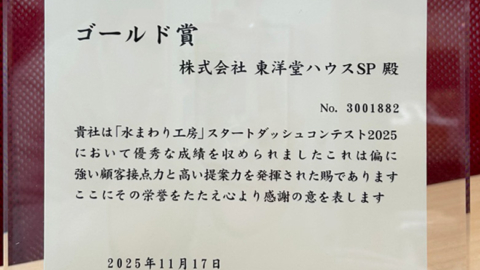 ゴールド賞
株式会社 東洋堂ハウスSP 殿
No. 3001882
貴社は「水まわり工房」スタートダッシュコンテスト2025
において優秀な成績を収められましたこれは偏に
強い顧客接点力と高い提案力を発揮された賜であります
ここにその栄誉をたたえ心より感謝の意を表します
2025年11月17日